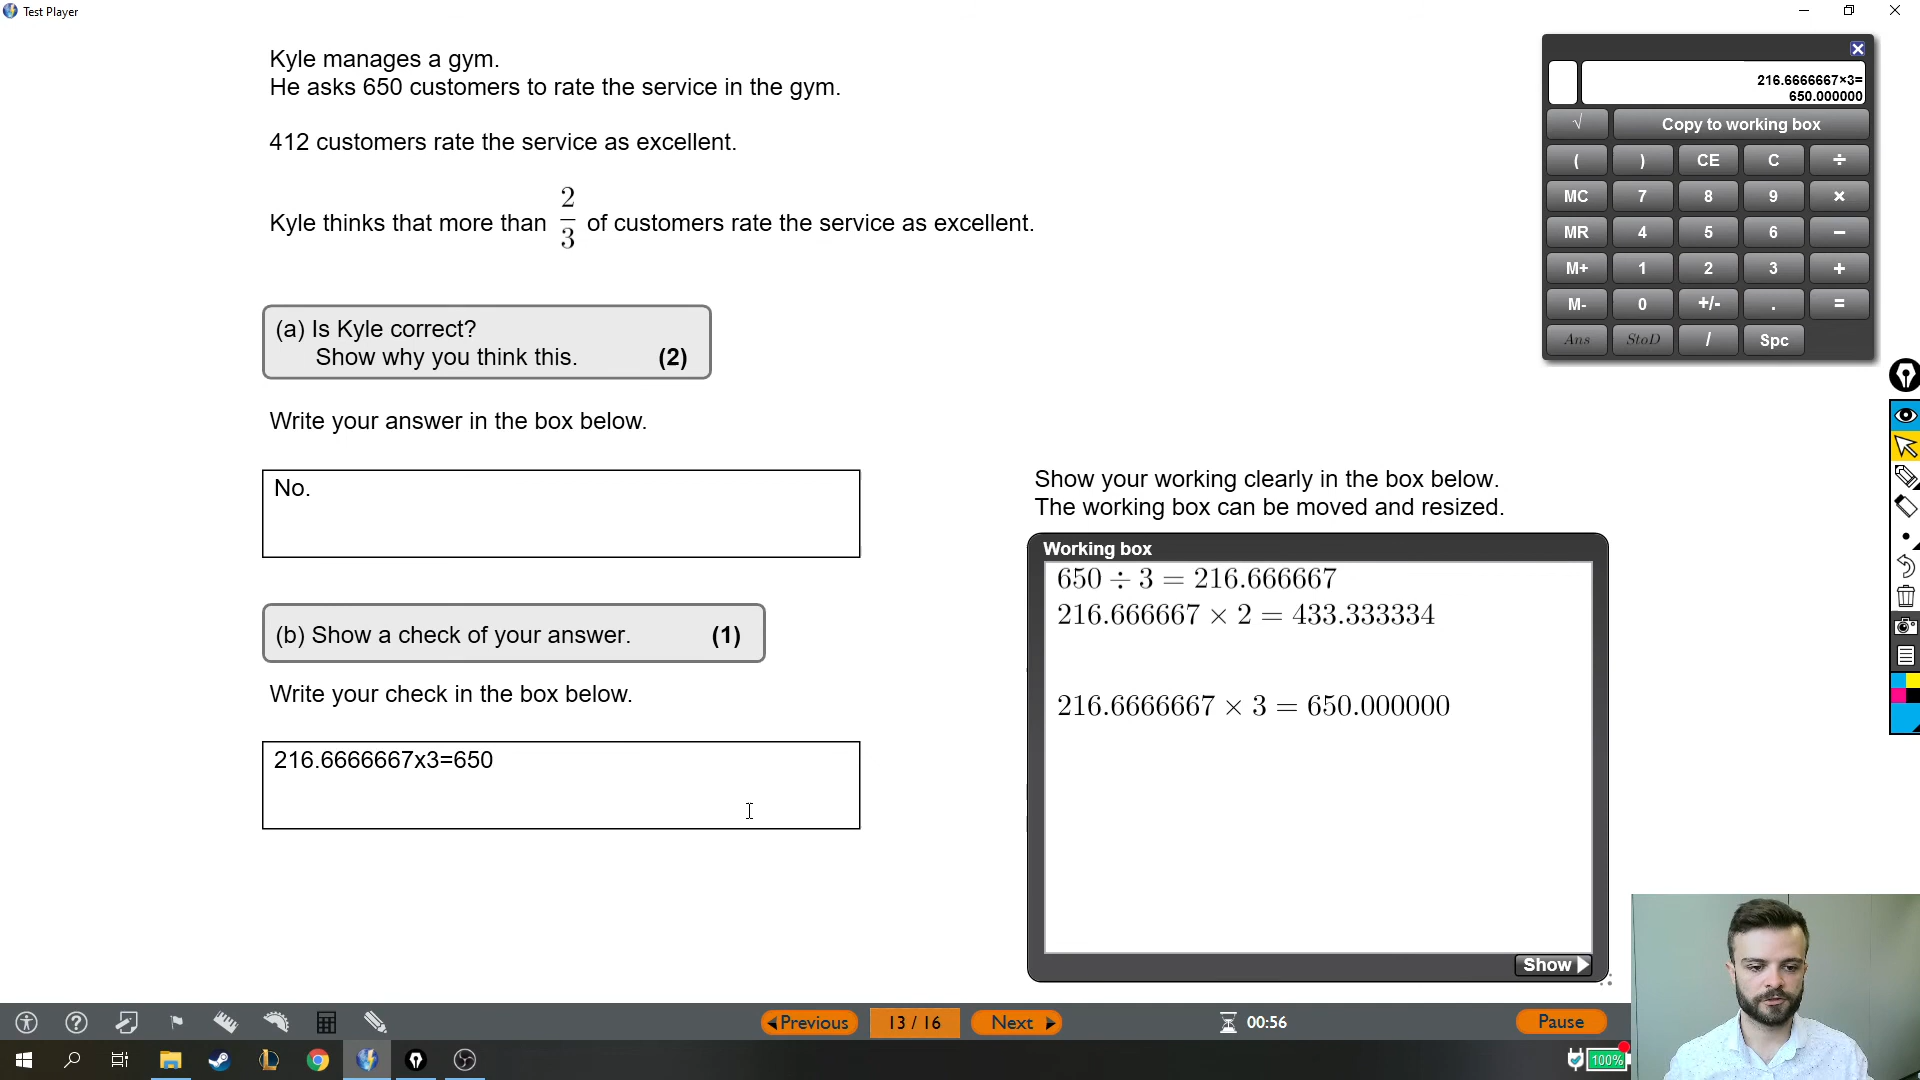 Test Player
Kyle manages a gym.
He asks 650 customers to rate the service in the gym.
412 customers rate the service as excellent.
Kyle thinks that more than 2/3 of customers rate the service as excellent.
(a) Is Kyle correct?
Show why you think this. (2)
Write your answer in the box below.
No.
(b) Show a check of your answer. (1)
Write your check in the box below.
216.6666667x3=650
216.6666667×3=
650.000000
√ Copy to working box
( ) CE C ÷
MC 7 8 9 ×
MR 4 5 6 −
M+ 1 2 3 +
M- 0 +/- . =
Ans StoD / Spc
Show your working clearly in the box below.
The working box can be moved and resized.
Working box
650 ÷ 3 = 216.666667
216.666667 × 2 = 433.333334
216.6666667 × 3 = 650.000000
Show
Previous 13 / 16 Next 00:56 Pause
100%